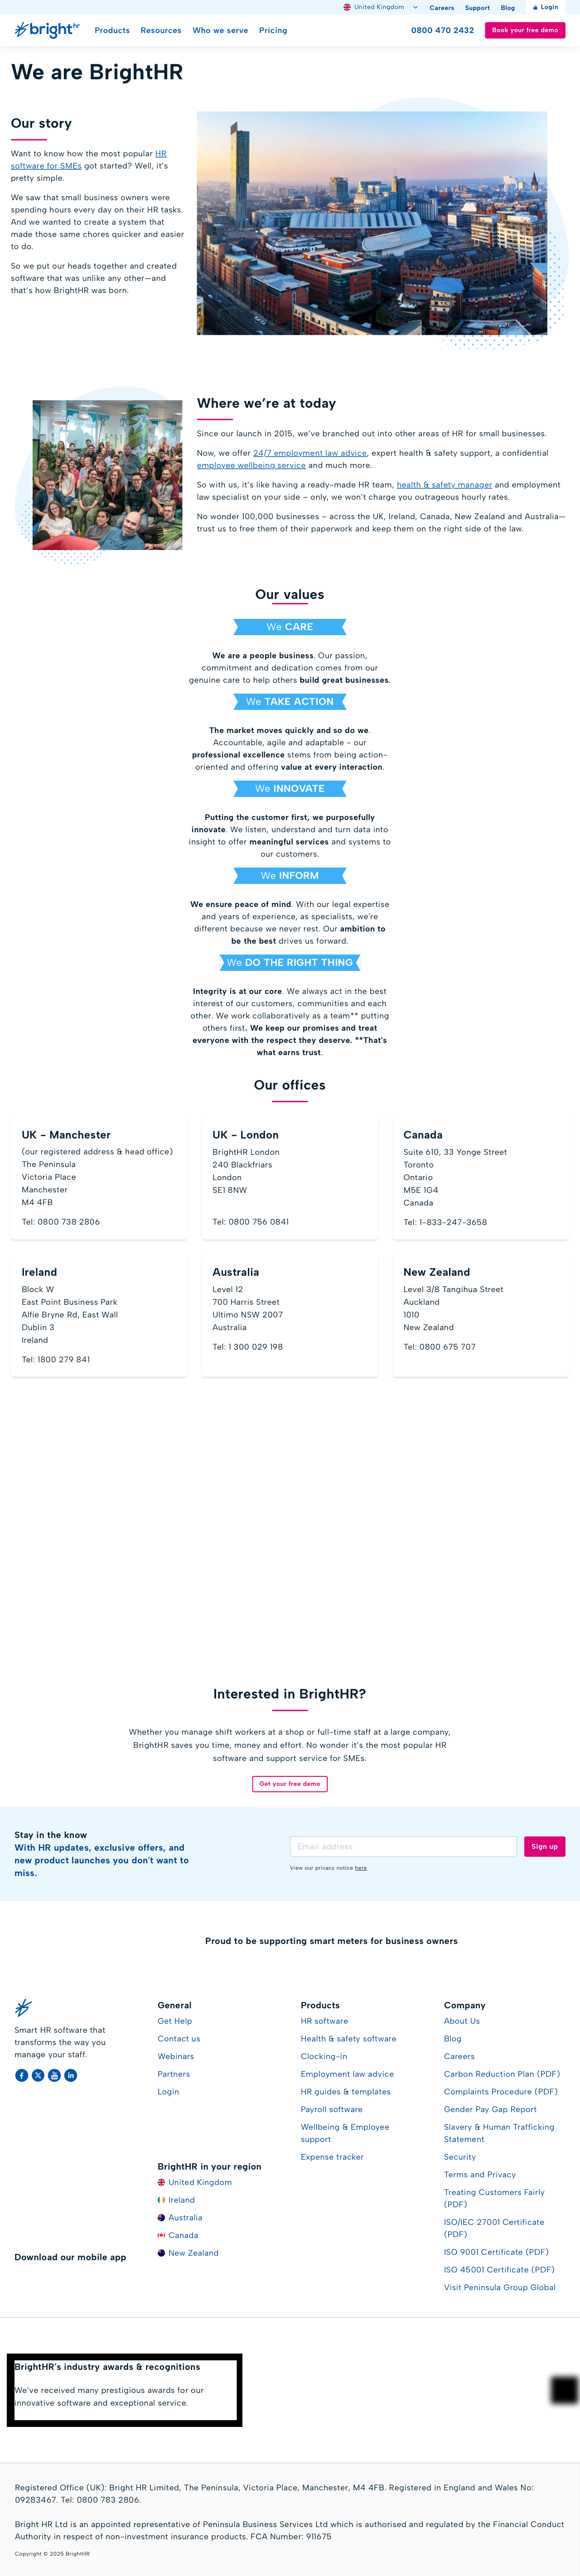 United Kingdom
Careers
Support
Blog
Login
bright hr
Products
Resources
Who we serve
Pricing
0800 470 2432
Book your free demo
We are BrightHR
Our story
Want to know how the most popular HR
software for SMEs got started? Well, it's
pretty simple.
We saw that small business owners were
spending hours every day on their HR tasks.
And we wanted to create a system that
made those same chores quicker and easier
to do.
So we put our heads together and created
software that was unlike any other—and
that's how BrightHR was born.
Where we're at today
Since our launch in 2015, we've branched out into other areas of HR for small businesses.
Now, we offer 24/7 employment law advice, expert health & safety support, a confidential
employee wellbeing service and much more.
So with us, it's like having a ready-made HR team, health & safety manager and employment
law specialist on your side – only, we won't charge you outrageous hourly rates.
No wonder 100,000 businesses – across the UK, Ireland, Canada, New Zealand and Australia—
trust us to free them of their paperwork and keep them on the right side of the law.
Our values
We CARE
We are a people business. Our passion,
commitment and dedication comes from our
genuine care to help others build great businesses.
We TAKE ACTION
The market moves quickly and so do we.
Accountable, agile and adaptable - our
professional excellence stems from being action-
oriented and offering value at every interaction.
We INNOVATE
Putting the customer first, we purposefully
innovate. We listen, understand and turn data into
insight to offer meaningful services and systems to
our customers.
We INFORM
We ensure peace of mind. With our legal expertise
and years of experience, as specialists, we're
different because we never rest. Our ambition to
be the best drives us forward.
We DO THE RIGHT THING
Integrity is at our core. We always act in the best
interest of our customers, communities and each
other. We work collaboratively as a team** putting
others first. We keep our promises and treat
everyone with the respect they deserve. **That's
what earns trust.
Our offices
UK - Manchester
(our registered address & head office)
The Peninsula
Victoria Place
Manchester
M4 4FB
Tel: 0800 738 2806
UK - London
BrightHR London
240 Blackfriars
London
SE1 8NW
Tel: 0800 756 0841
Canada
Suite 610, 33 Yonge Street
Toronto
Ontario
M5E 1G4
Canada
Tel: 1-833-247-3658
Ireland
Block W
East Point Business Park
Alfie Bryne Rd, East Wall
Dublin 3
Ireland
Tel: 1800 279 841
Australia
Level 12
700 Harris Street
Ultimo NSW 2007
Australia
Tel: 1 300 029 198
New Zealand
Level 3/8 Tangihua Street
Auckland
1010
New Zealand
Tel: 0800 675 707
Interested in BrightHR?
Whether you manage shift workers at a shop or full-time staff at a large company,
BrightHR saves you time, money and effort. No wonder it's the most popular HR
software and support service for SMEs.
Get your free demo
Stay in the know
With HR updates, exclusive offers, and
new product launches you don't want to
miss.
Email address
Sign up
View our privacy notice here
Proud to be supporting smart meters for business owners
Smart HR software that
transforms the way you
manage your staff.
Download our mobile app
General
Get Help
Contact us
Webinars
Partners
Login
BrightHR in your region
United Kingdom
Ireland
Australia
Canada
New Zealand
Products
HR software
Health & safety software
Clocking-in
Employment law advice
HR guides & templates
Payroll software
Wellbeing & Employee
support
Expense tracker
Company
About Us
Blog
Careers
Carbon Reduction Plan (PDF)
Complaints Procedure (PDF)
Gender Pay Gap Report
Slavery & Human Trafficking
Statement
Security
Terms and Privacy
Treating Customers Fairly
(PDF)
ISO/IEC 27001 Certificate
(PDF)
ISO 9001 Certificate (PDF)
ISO 45001 Certificate (PDF)
Visit Peninsula Group Global
BrightHR's industry awards & recognitions
We've received many prestigious awards for our
innovative software and exceptional service.
Registered Office (UK): Bright HR Limited, The Peninsula, Victoria Place, Manchester, M4 4FB. Registered in England and Wales No:
09283467. Tel: 0800 783 2806.
Bright HR Ltd is an appointed representative of Peninsula Business Services Ltd which is authorised and regulated by the Financial Conduct
Authority in respect of non-investment insurance products. FCA Number: 911675
Copyright © 2025 BrightHR